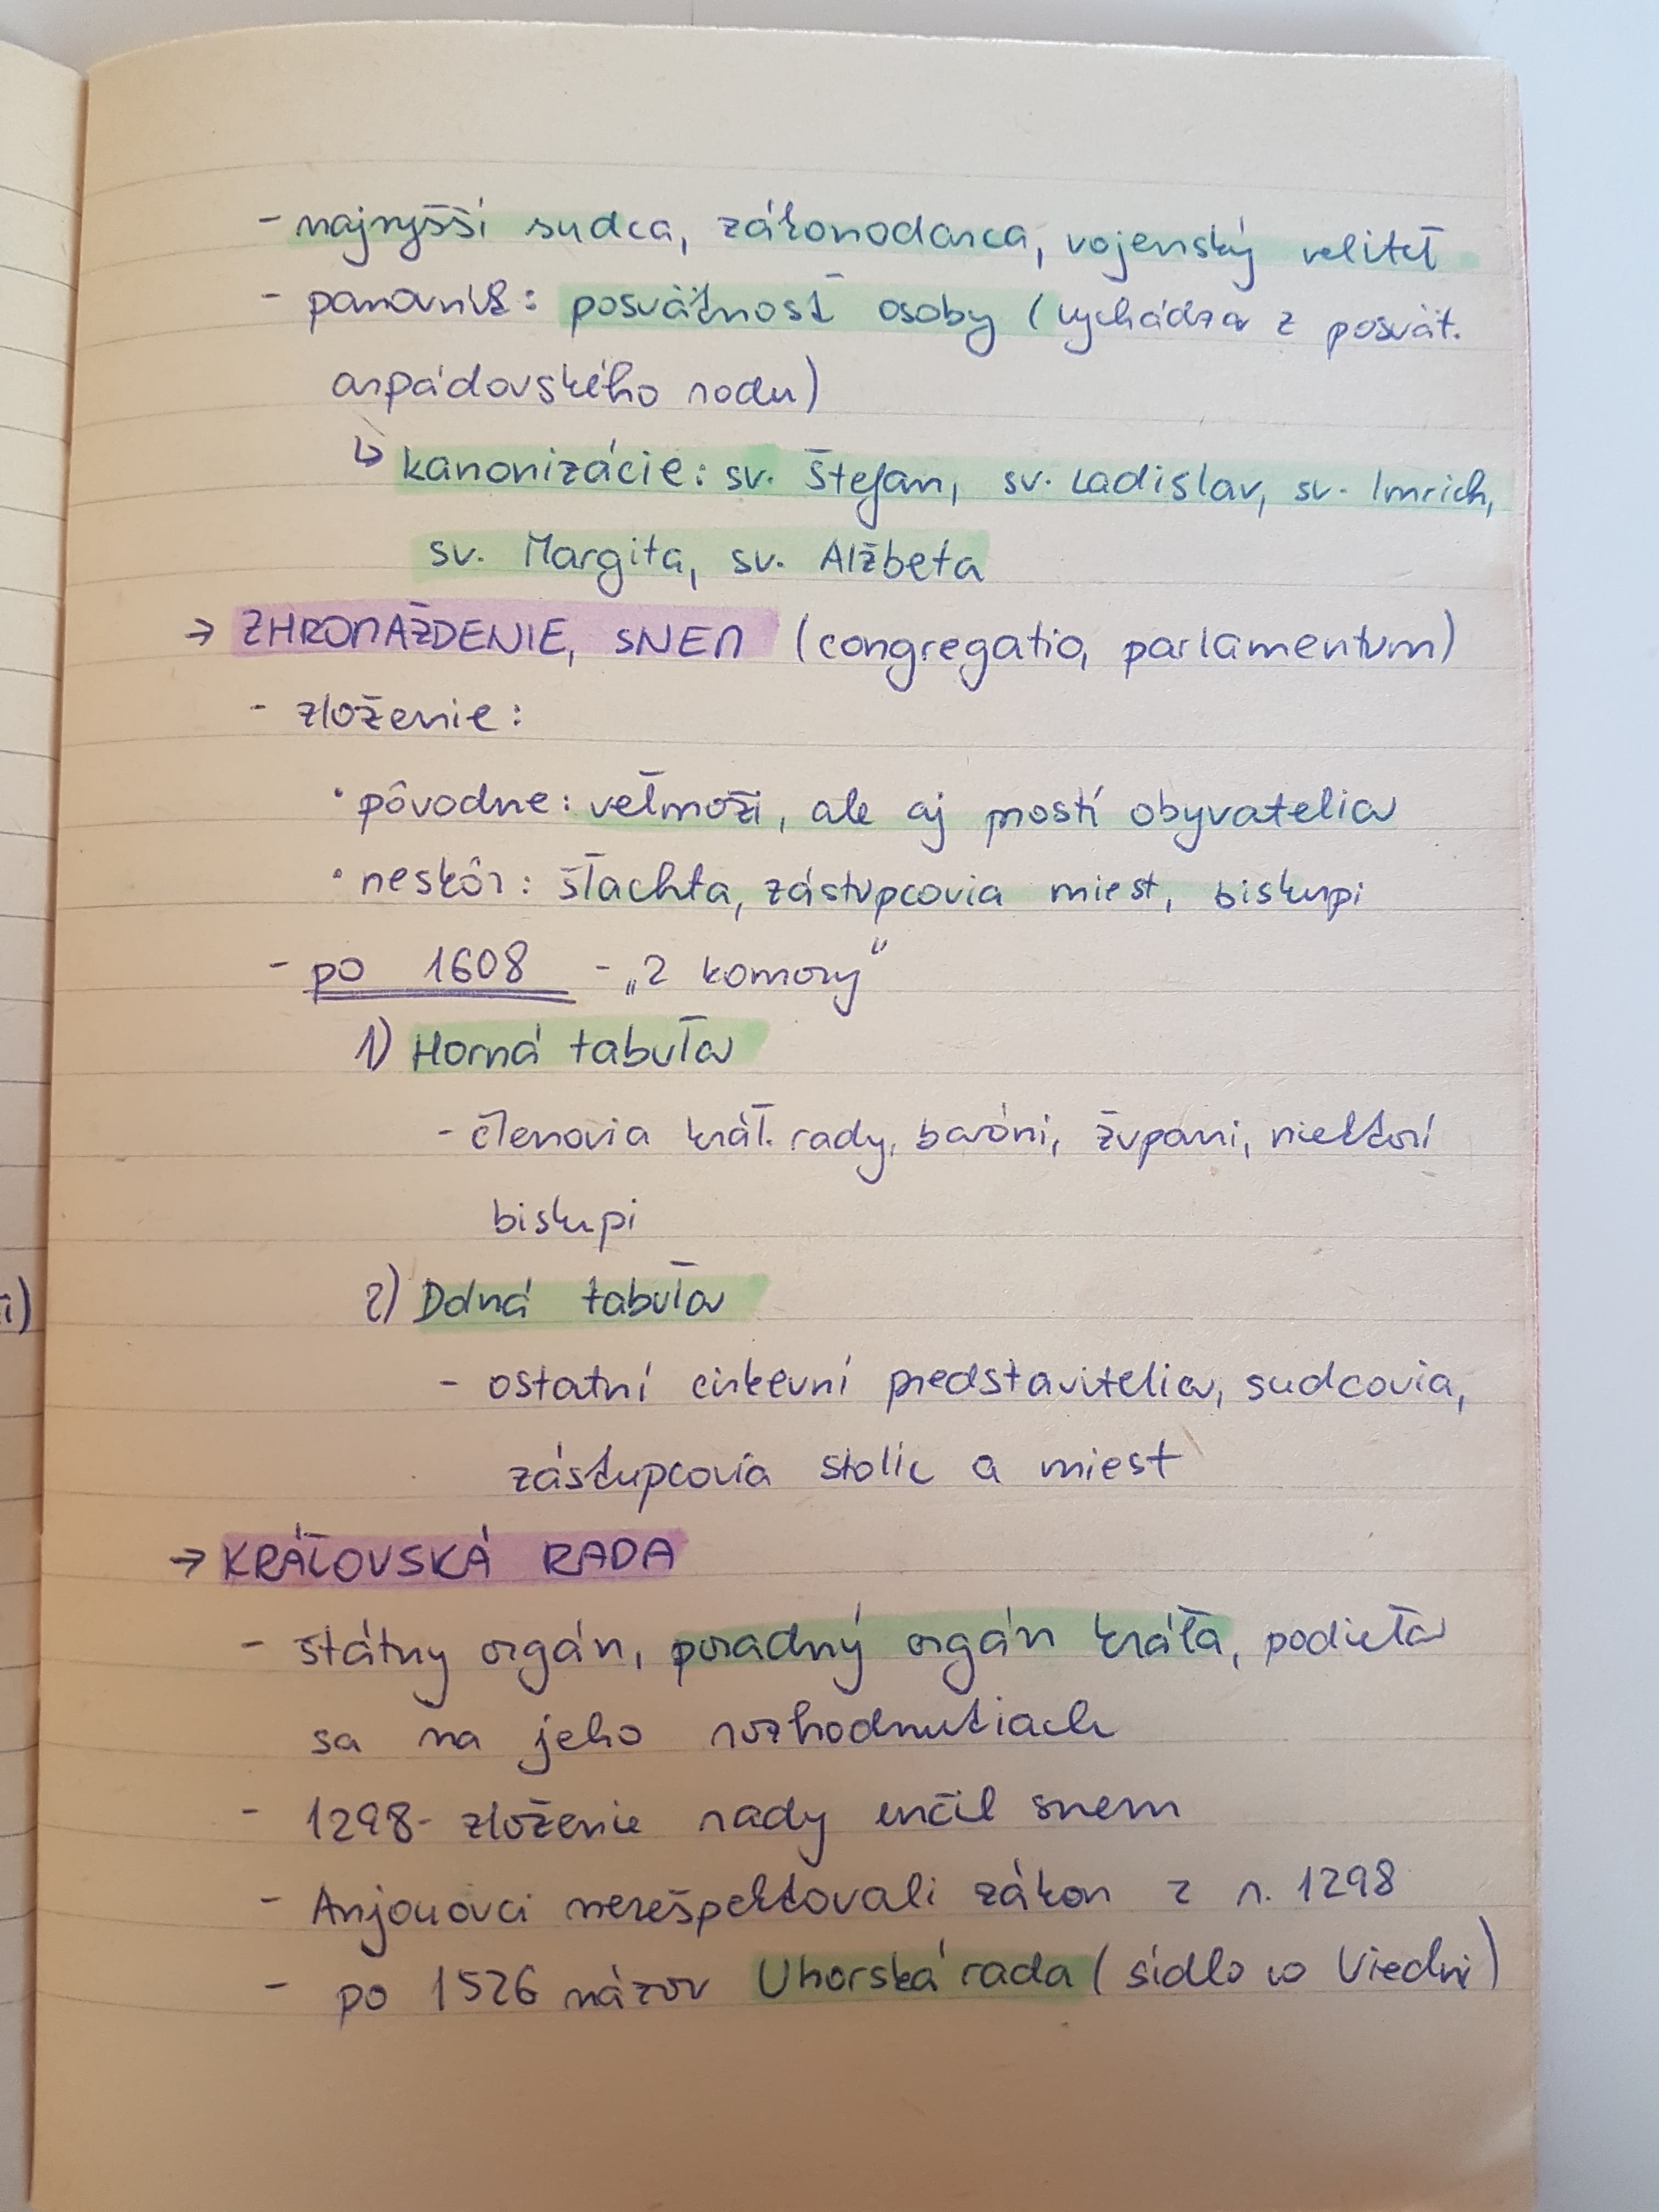 - najvyšší sudca, zákonodarca, vojenský veliteľ
- panovník: posvätnosť osoby (vychádza z posvät.
arpádovského rodu)
↳ kanonizácie: sv. Štefan, sv. Ladislav, sv. Imrich,
sv. Margita, sv. Alžbeta
→ ZHROMAŽDENIE, SNEM (congregatio, parlamentum)
- zloženie:
• pôvodne: veľmoži, ale aj prostí obyvatelia
• neskôr: šľachta, zástupcovia miest, biskupi
- po 1608 - „2 komory"
1) Horná tabuľa
- členovia kráľ. rady, baróni, župani, niektorí
biskupi
2) Dolná tabuľa
- ostatní cirkevní predstavitelia, sudcovia,
zástupcovia stolíc a miest
→ KRÁĽOVSKÁ RADA
- štátny orgán, poradný orgán kráľa, podieľa
sa na jeho rozhodnutiach
- 1298- zloženie rady určil snem
- Anjouovci nerešpektovali zákon z r. 1298
- po 1526 názov Uhorská rada (sídlo vo Viedni)